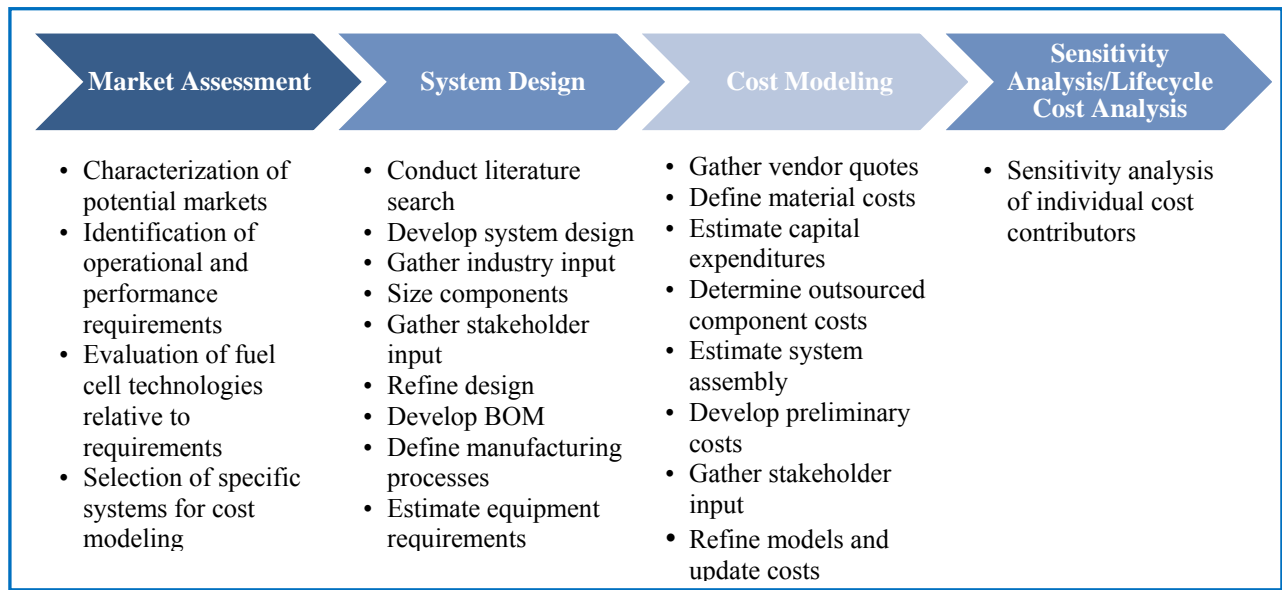 Market Assessment
• Characterization of
potential markets
• Identification of
operational and
performance
requirements
• Evaluation of fuel
cell technologies
relative to
requirements
• Selection of specific
systems for cost
modeling
System Design
• Conduct literature
search
• Develop system design
• Gather industry input
• Size components
• Gather stakeholder
input
• Refine design
• Develop BOM
• Define manufacturing
processes
• Estimate equipment
requirements
Cost Modeling
• Gather vendor quotes
• Define material costs
• Estimate capital
expenditures
• Determine outsourced
component costs
• Estimate system
assembly
• Develop preliminary
costs
• Gather stakeholder
input
• Refine models and
update costs
Sensitivity
Analysis/Lifecycle
Cost Analysis
• Sensitivity analysis
of individual cost
contributors